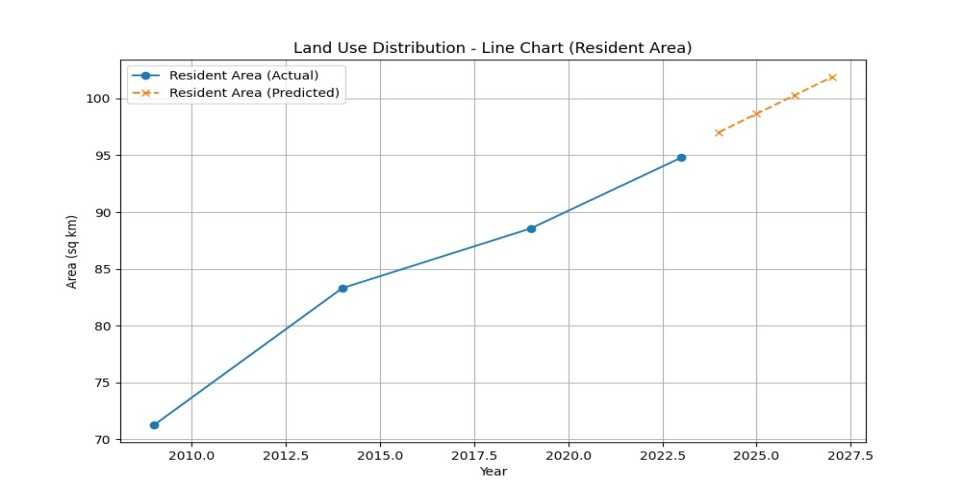 Land Use Distribution - Line Chart (Resident Area)
Resident Area (Actual)
Resident Area (Predicted)
100
95
90
85
80
75
70
Area (sq km)
2010.0 2012.5 2015.0 2017.5 2020.0 2022.5 2025.0 2027.5
Year